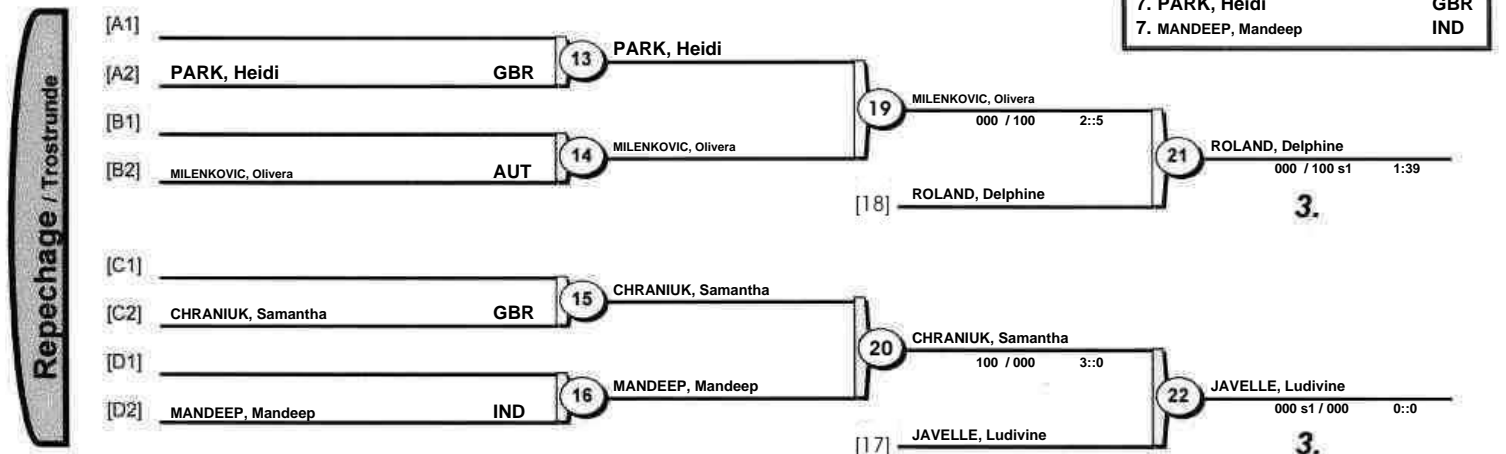 7. PARK, Heidi GBR
7. MANDEEP, Mandeep IND
Repechage / Trostrunde
[A1]
[A2] PARK, Heidi GBR
13 PARK, Heidi
[B1]
[B2] MILENKOVIC, Olivera AUT
14 MILENKOVIC, Olivera
19 MILENKOVIC, Olivera
000 / 100 2::5
[18] ROLAND, Delphine
21 ROLAND, Delphine
000 / 100 s1 1:39
3.
[C1]
[C2] CHRANIUK, Samantha GBR
15 CHRANIUK, Samantha
[D1]
[D2] MANDEEP, Mandeep IND
16 MANDEEP, Mandeep
20 CHRANIUK, Samantha
100 / 000 3::0
[17] JAVELLE, Ludivine
22 JAVELLE, Ludivine
000 s1 / 000 0::0
3.